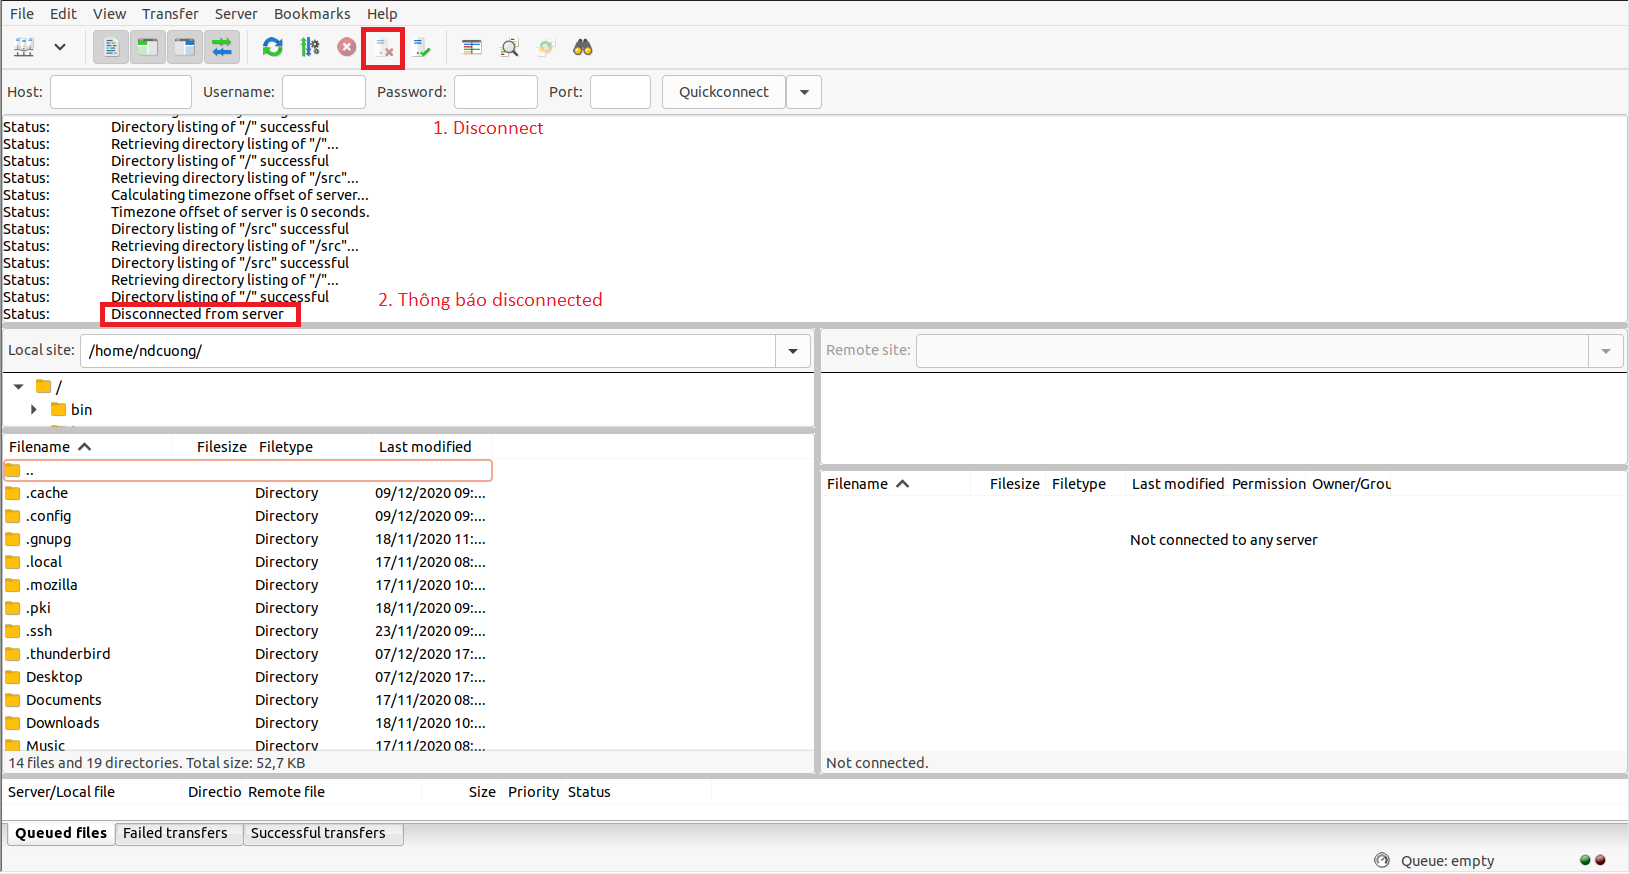 File Edit View Transfer Server Bookmarks Help
Host: Username: Password: Port: Quickconnect
Status: Directory listing of "/" successful
1. Disconnect
Status: Retrieving directory listing of "/"...
Status: Directory listing of "/" successful
Status: Retrieving directory listing of "/src"...
Status: Calculating timezone offset of server...
Status: Timezone offset of server is 0 seconds.
Status: Directory listing of "/src" successful
Status: Retrieving directory listing of "/src"...
Status: Directory listing of "/src" successful
Status: Retrieving directory listing of "/"...
Status: Directory listing of "/" successful
2. Thông báo disconnected
Status: Disconnected from server
Local site: /home/ndcuong/
/
bin
Filename Filesize Filetype Last modified
..
.cache Directory 09/12/2020 09:...
.config Directory 09/12/2020 09:...
.gnupg Directory 18/11/2020 11:...
.local Directory 17/11/2020 08:...
.mozilla Directory 17/11/2020 10:...
.pki Directory 18/11/2020 09:...
.ssh Directory 23/11/2020 09:...
.thunderbird Directory 07/12/2020 17:...
Desktop Directory 07/12/2020 17:...
Documents Directory 17/11/2020 08:...
Downloads Directory 18/11/2020 10:...
Music Directory 17/11/2020 08:...
14 files and 19 directories. Total size: 52,7 KB
Remote site:
Filename Filesize Filetype Last modified Permission Owner/Grou
Not connected to any server
Not connected.
Server/Local file Directio Remote file Size Priority Status
Queued files Failed transfers Successful transfers
Queue: empty